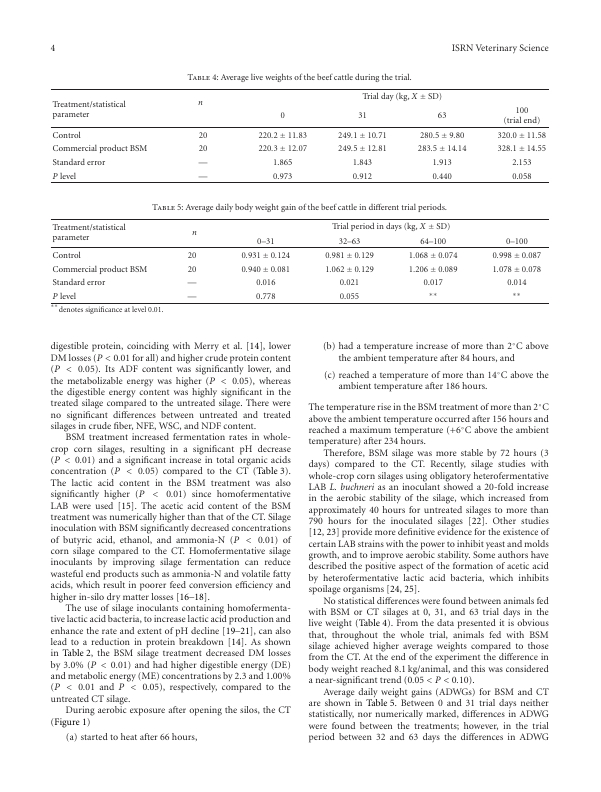 4
ISRN Veterinary Science
Table 4: Average live weights of the beef cattle during the trial.
Treatment/statistical parameter n Trial day (kg, X ± SD)
0 31 63 100 (trial end)
Control 20 220.2 ± 11.83 249.1 ± 10.71 280.5 ± 9.80 320.0 ± 11.58
Commercial product BSM 20 220.3 ± 12.07 249.5 ± 12.81 283.5 ± 14.14 328.1 ± 14.55
Standard error — 1.865 1.843 1.913 2.153
P level — 0.973 0.912 0.440 0.058
Table 5: Average daily body weight gain of the beef cattle in different trial periods.
Treatment/statistical parameter n Trial period in days (kg, X ± SD)
0–31 32–63 64–100 0–100
Control 20 0.931 ± 0.124 0.981 ± 0.129 1.068 ± 0.074 0.998 ± 0.087
Commercial product BSM 20 0.940 ± 0.081 1.062 ± 0.129 1.206 ± 0.089 1.078 ± 0.078
Standard error — 0.016 0.021 0.017 0.014
P level — 0.778 0.055 ** **
**denotes significance at level 0.01.
digestible protein, coinciding with Merry et al. [14], lower
DM losses (P < 0.01 for all) and higher crude protein content
(P < 0.05). Its ADF content was significantly lower, and
the metabolizable energy was higher (P < 0.05), whereas
the digestible energy content was highly significant in the
treated silage compared to the untreated silage. There were
no significant differences between untreated and treated
silages in crude fiber, NFE, WSC, and NDF content.
BSM treatment increased fermentation rates in whole-
crop corn silages, resulting in a significant pH decrease
(P < 0.01) and a significant increase in total organic acids
concentration (P < 0.05) compared to the CT (Table 3).
The lactic acid content in the BSM treatment was also
significantly higher (P < 0.01) since homofermentative
LAB were used [15]. The acetic acid content of the BSM
treatment was numerically higher than that of the CT. Silage
inoculation with BSM significantly decreased concentrations
of butyric acid, ethanol, and ammonia-N (P < 0.01) of
corn silage compared to the CT. Homofermentative silage
inoculants by improving silage fermentation can reduce
wasteful end products such as ammonia-N and volatile fatty
acids, which result in poorer feed conversion efficiency and
higher in-silo dry matter losses [16–18].
The use of silage inoculants containing homofermenta-
tive lactic acid bacteria, to increase lactic acid production and
enhance the rate and extent of pH decline [19–21], can also
lead to a reduction in protein breakdown [14]. As shown
in Table 2, the BSM silage treatment decreased DM losses
by 3.0% (P < 0.01) and had higher digestible energy (DE)
and metabolic energy (ME) concentrations by 2.3 and 1.00%
(P < 0.01 and P < 0.05), respectively, compared to the
untreated CT silage.
During aerobic exposure after opening the silos, the CT
(Figure 1)
(a) started to heat after 66 hours,
(b) had a temperature increase of more than 2°C above
the ambient temperature after 84 hours, and
(c) reached a temperature of more than 14°C above the
ambient temperature after 186 hours.
The temperature rise in the BSM treatment of more than 2°C
above the ambient temperature occurred after 156 hours and
reached a maximum temperature (+6°C above the ambient
temperature) after 234 hours.
Therefore, BSM silage was more stable by 72 hours (3
days) compared to the CT. Recently, silage studies with
whole-crop corn silages using obligatory heterofermentative
LAB L. buchneri as an inoculant showed a 20-fold increase
in the aerobic stability of the silage, which increased from
approximately 40 hours for untreated silages to more than
790 hours for the inoculated silages [22]. Other studies
[12, 23] provide more definitive evidence for the existence of
certain LAB strains with the power to inhibit yeast and molds
growth, and to improve aerobic stability. Some authors have
described the positive aspect of the formation of acetic acid
by heterofermentative lactic acid bacteria, which inhibits
spoilage organisms [24, 25].
No statistical differences were found between animals fed
with BSM or CT silages at 0, 31, and 63 trial days in the
live weight (Table 4). From the data presented it is obvious
that, throughout the whole trial, animals fed with BSM
silage achieved higher average weights compared to those
from the CT. At the end of the experiment the difference in
body weight reached 8.1 kg/animal, and this was considered
a near-significant trend (0.05 < P < 0.10).
Average daily weight gains (ADWGs) for BSM and CT
are shown in Table 5. Between 0 and 31 trial days neither
statistically, nor numerically marked, differences in ADWG
were found between the treatments; however, in the trial
period between 32 and 63 days the differences in ADWG